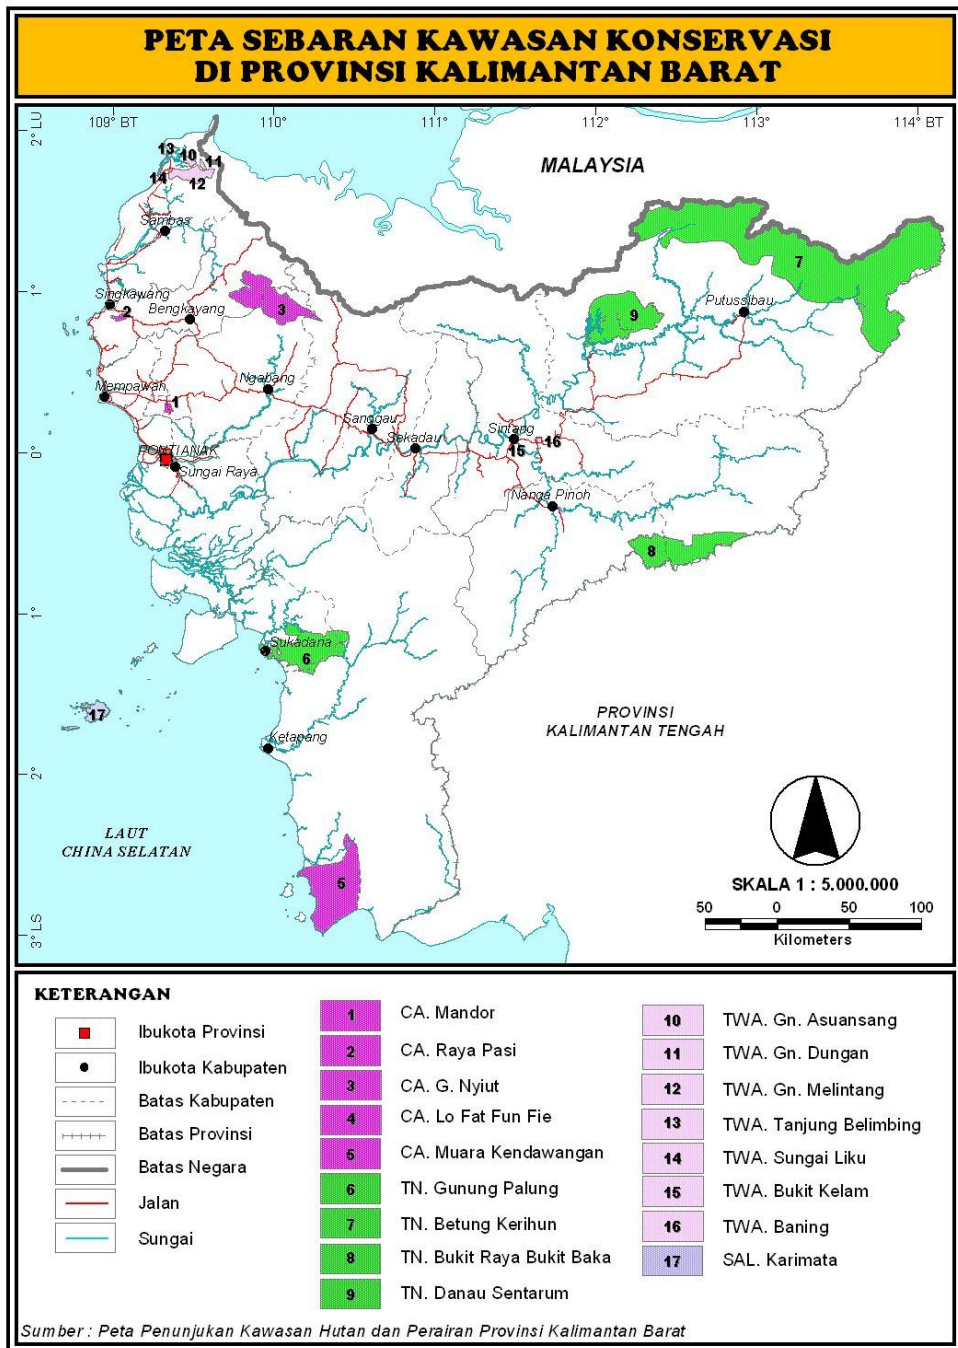 PETA SEBARAN KAWASAN KONSERVASI
DI PROVINSI KALIMANTAN BARAT
109° BT
110°
111°
112°
113°
114° BT
2° LU
1°
0°
1°
2°
3° LS
MALAYSIA
13
10
11
14
12
Sambas
7
Singkawang
2
Bengkayang
3
9
Putussibau
Mempawah
1
Ngabang
Sanggau
Sekadau
Sintang
15
16
PONTIANAK
Sungai Raya
Nanga Pinoh
8
Sukadana
6
17
PROVINSI
KALIMANTAN TENGAH
Ketapang
LAUT
CHINA SELATAN
5
SKALA 1 : 5.000.000
50 0 50 100
Kilometers
KETERANGAN
Ibukota Provinsi
Ibukota Kabupaten
Batas Kabupaten
Batas Provinsi
Batas Negara
Jalan
Sungai
1 CA. Mandor
2 CA. Raya Pasi
3 CA. G. Nyiut
4 CA. Lo Fat Fun Fie
5 CA. Muara Kendawangan
6 TN. Gunung Palung
7 TN. Betung Kerihun
8 TN. Bukit Raya Bukit Baka
9 TN. Danau Sentarum
10 TWA. Gn. Asuansang
11 TWA. Gn. Dungan
12 TWA. Gn. Melintang
13 TWA. Tanjung Belimbing
14 TWA. Sungai Liku
15 TWA. Bukit Kelam
16 TWA. Baning
17 SAL. Karimata
Sumber : Peta Penunjukan Kawasan Hutan dan Perairan Provinsi Kalimantan Barat